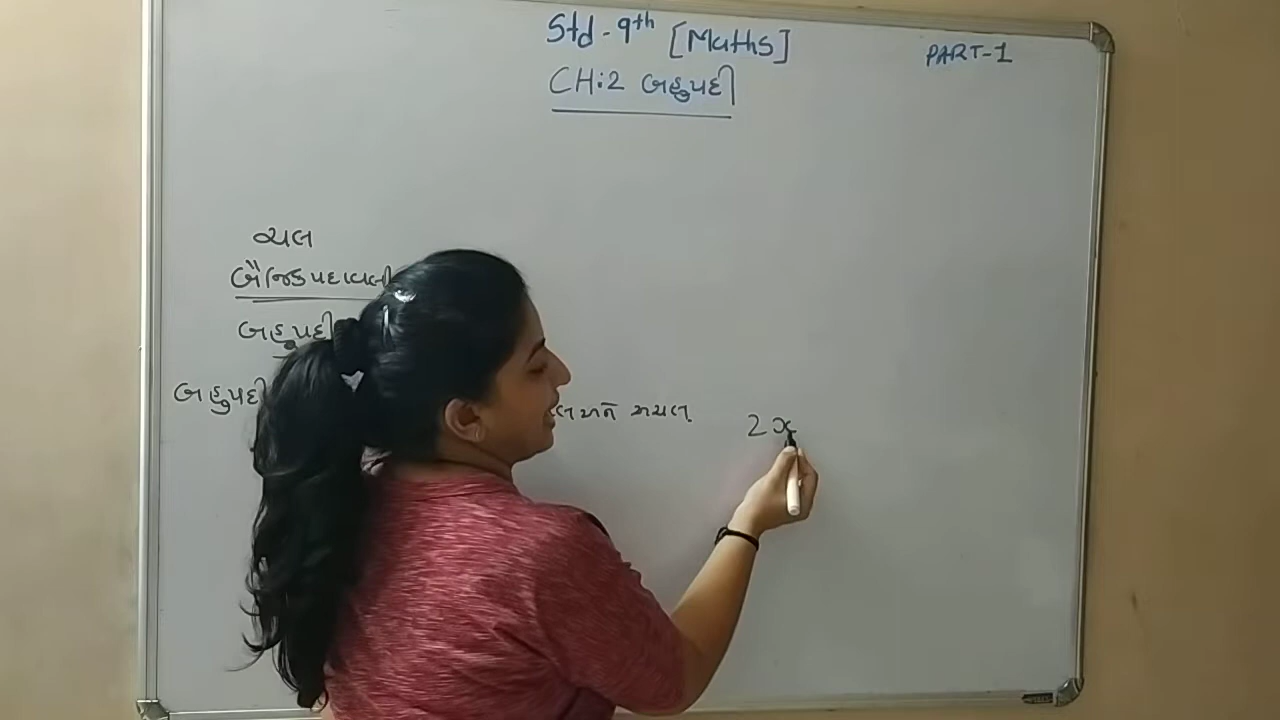 Std - 9th [Maths]
PART-1
CH:2 બહુપદી
ચલ
બૈજિક પદાવલી
બહુપદી
બહુપદી
અને અચલ
2x